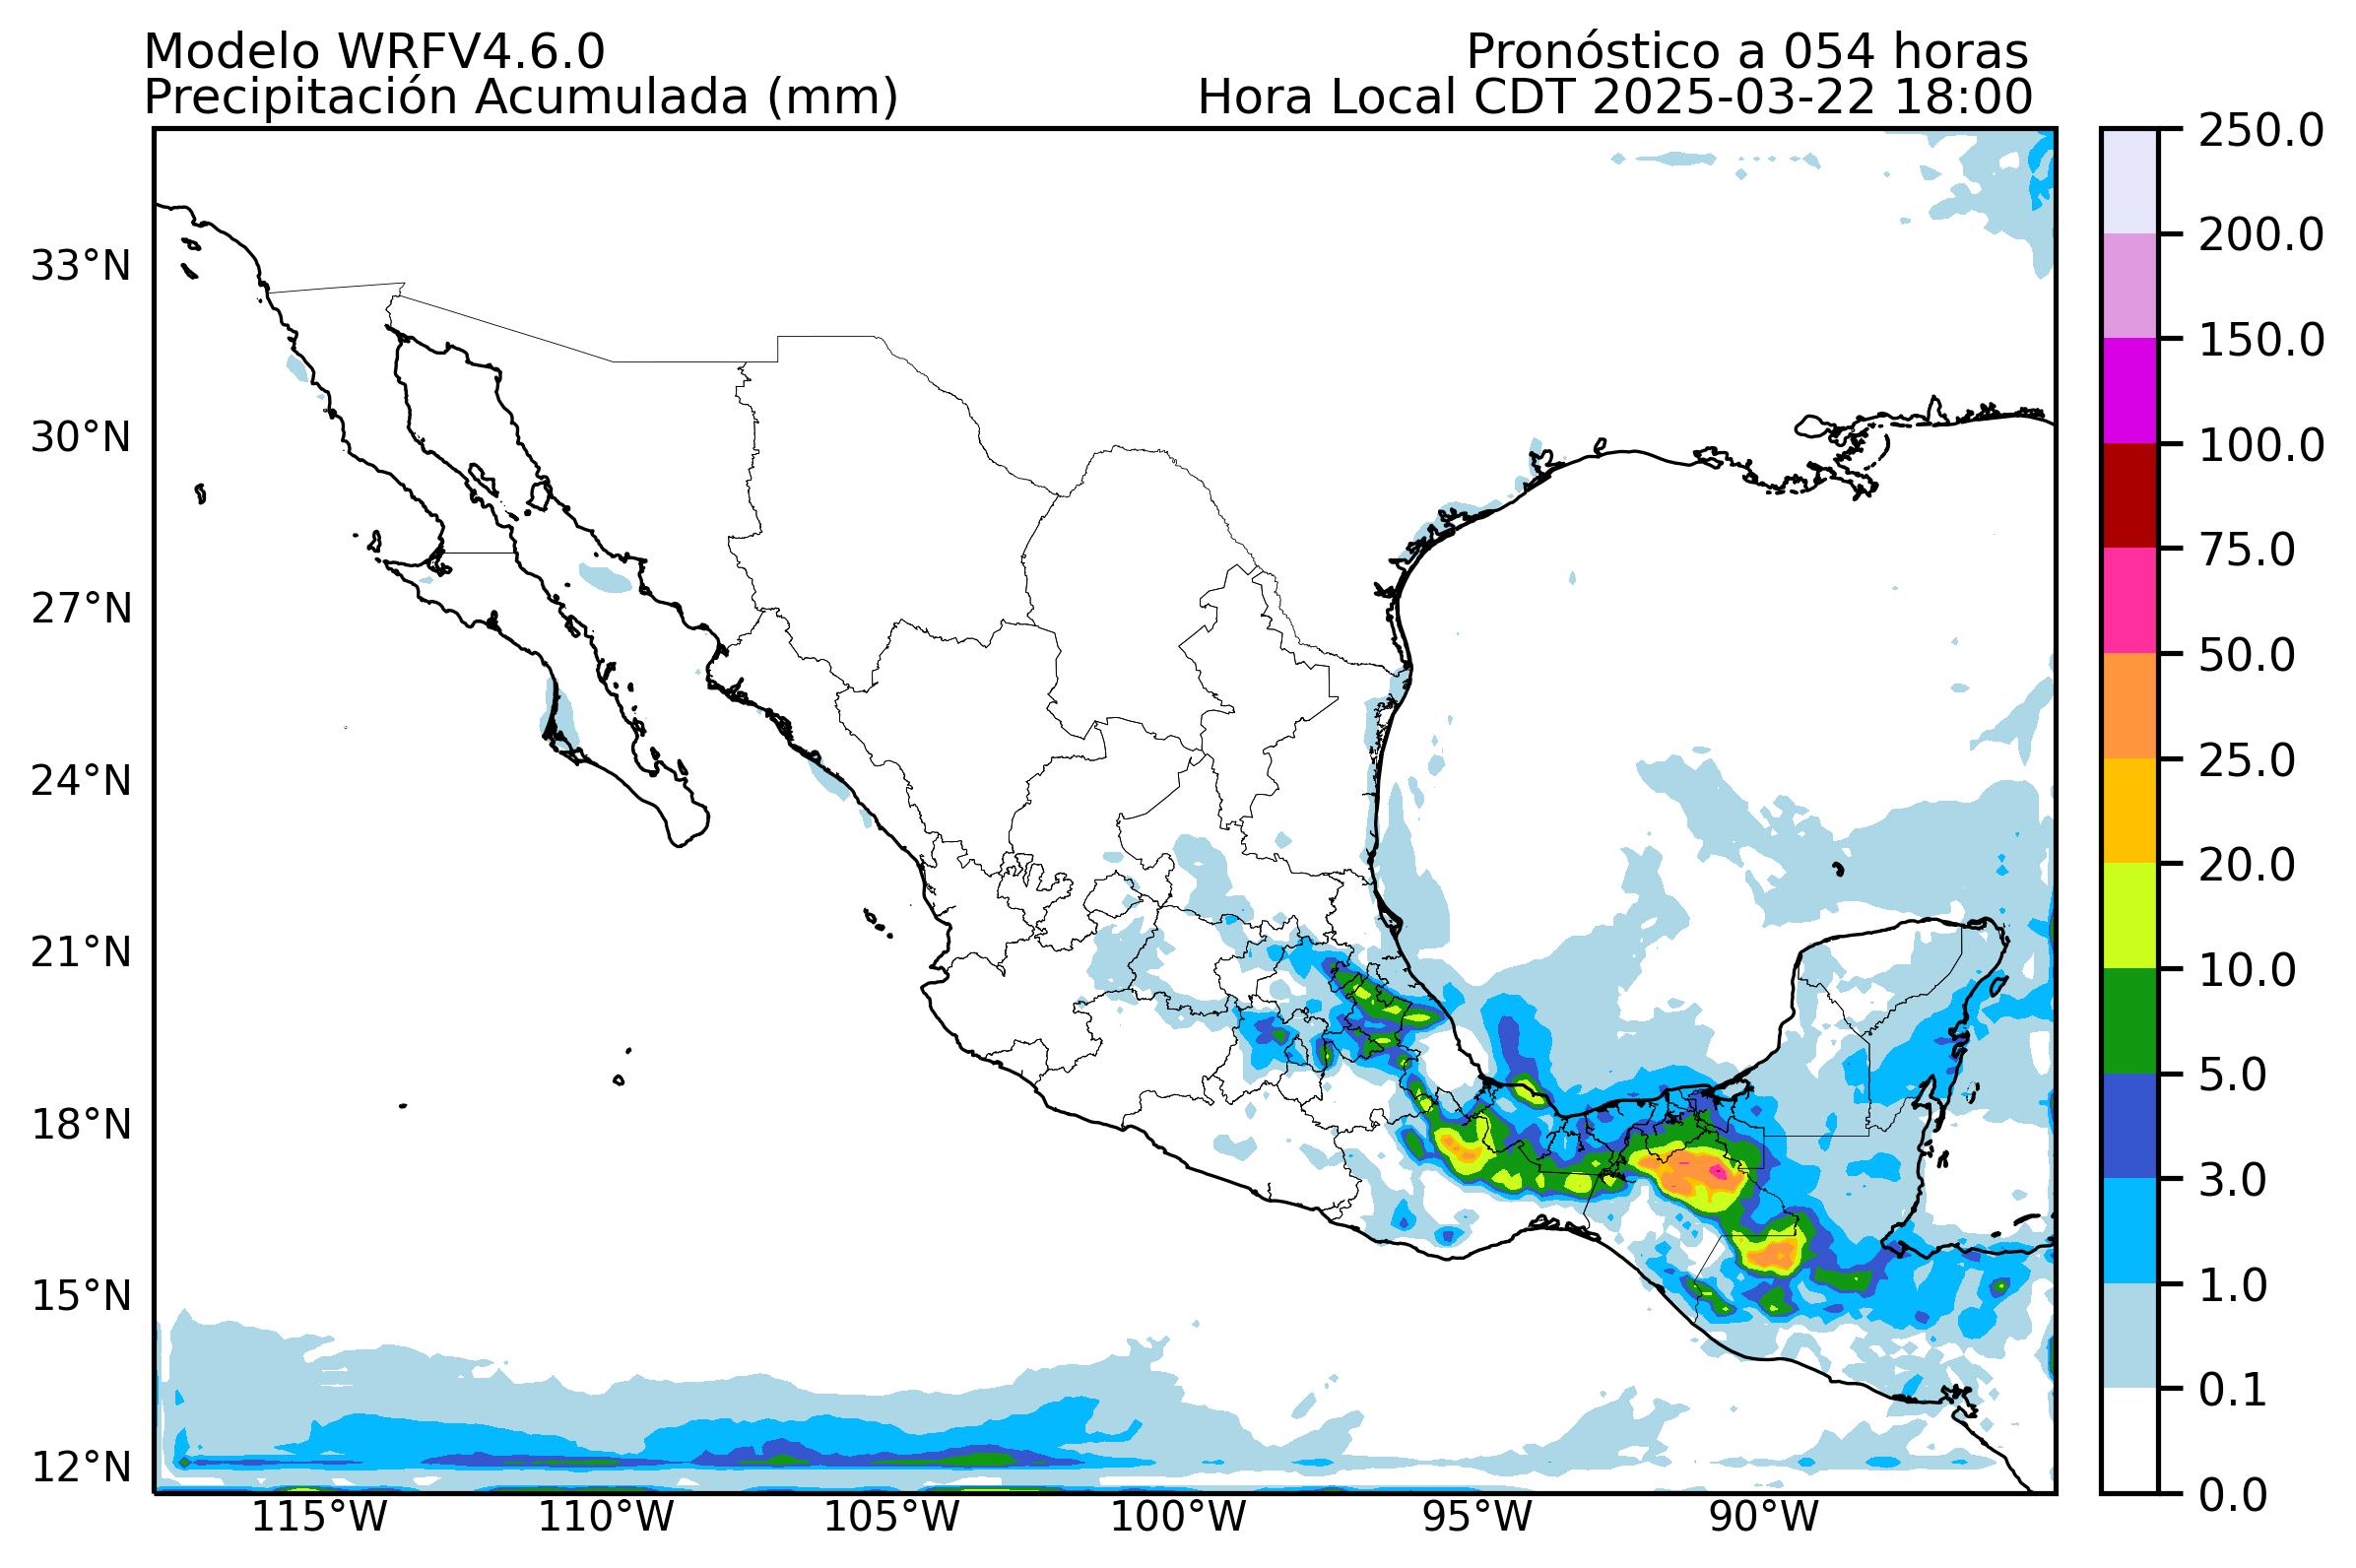 Modelo WRFV4.6.0
Pronóstico a 054 horas
Precipitación Acumulada (mm)
Hora Local CDT 2025-03-22 18:00
33°N
30°N
27°N
24°N
21°N
18°N
15°N
12°N
115°W
110°W
105°W
100°W
95°W
90°W
250.0
200.0
150.0
100.0
75.0
50.0
25.0
20.0
10.0
5.0
3.0
1.0
0.1
0.0